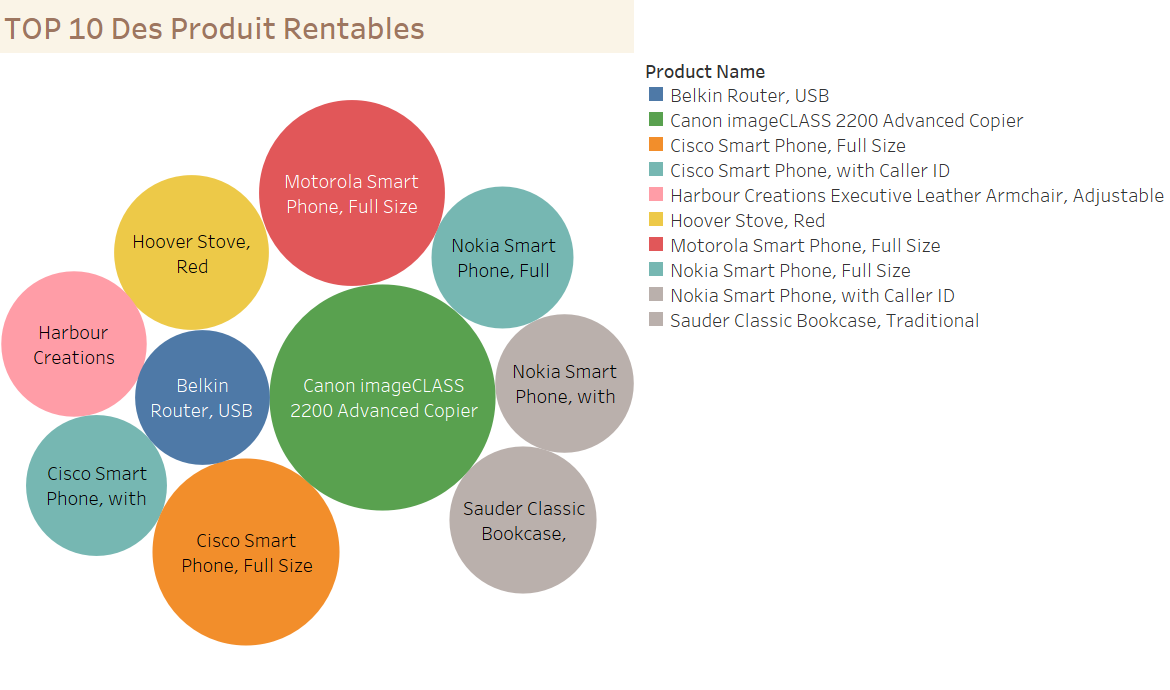 TOP 10 Des Produit Rentables
Product Name
Belkin Router, USB
Canon imageCLASS 2200 Advanced Copier
Cisco Smart Phone, Full Size
Cisco Smart Phone, with Caller ID
Harbour Creations Executive Leather Armchair, Adjustable
Hoover Stove, Red
Motorola Smart Phone, Full Size
Nokia Smart Phone, Full Size
Nokia Smart Phone, with Caller ID
Sauder Classic Bookcase, Traditional
Motorola Smart
Phone, Full Size
Hoover Stove,
Red
Nokia Smart
Phone, Full
Harbour
Creations
Belkin
Router, USB
Canon imageCLASS
2200 Advanced Copier
Nokia Smart
Phone, with
Cisco Smart
Phone, with
Sauder Classic
Bookcase,
Cisco Smart
Phone, Full Size